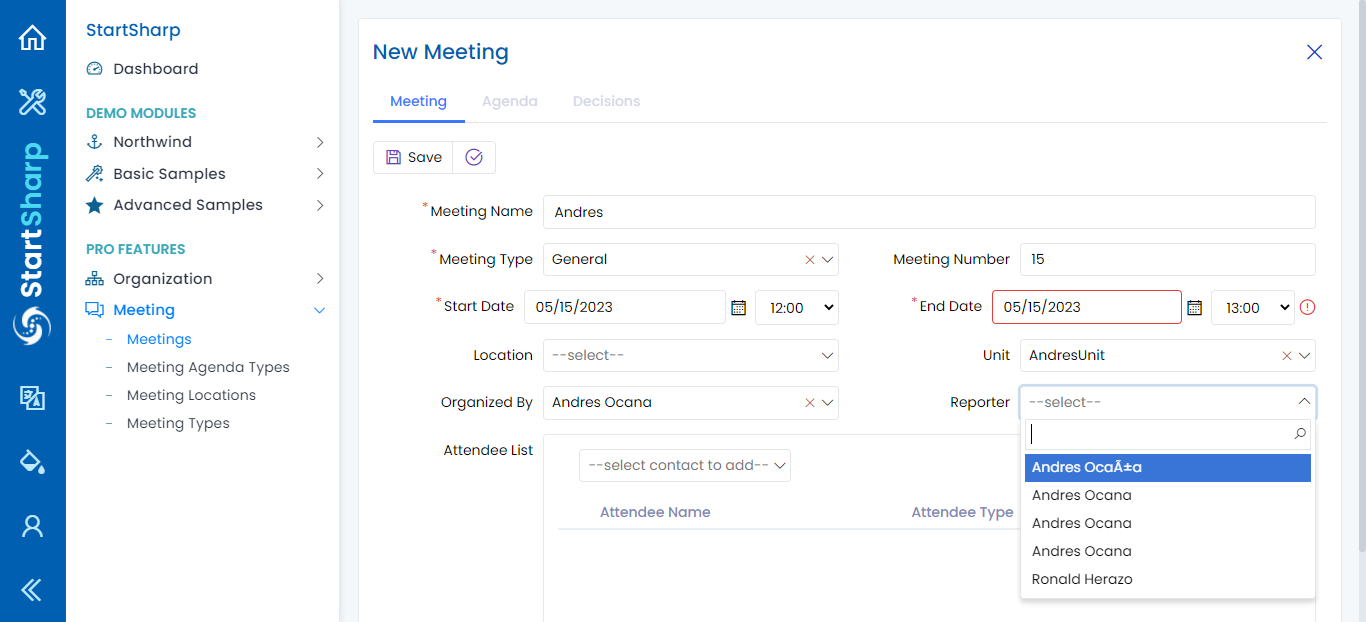 StartSharp
StartSharp
Dashboard
DEMO MODULES
Northwind
Basic Samples
Advanced Samples
PRO FEATURES
Organization
Meeting
Meetings
Meeting Agenda Types
Meeting Locations
Meeting Types
New Meeting
Meeting Agenda Decisions
Save
*Meeting Name Andres
*Meeting Type General Meeting Number 15
*Start Date 05/15/2023 12:00 *End Date 05/15/2023 13:00
Location --select-- Unit AndresUnit
Organized By Andres Ocana Reporter --select--
Attendee List
--select contact to add--
Attendee Name Attendee Type
Andres OcaÃ±a
Andres Ocana
Andres Ocana
Andres Ocana
Ronald Herazo